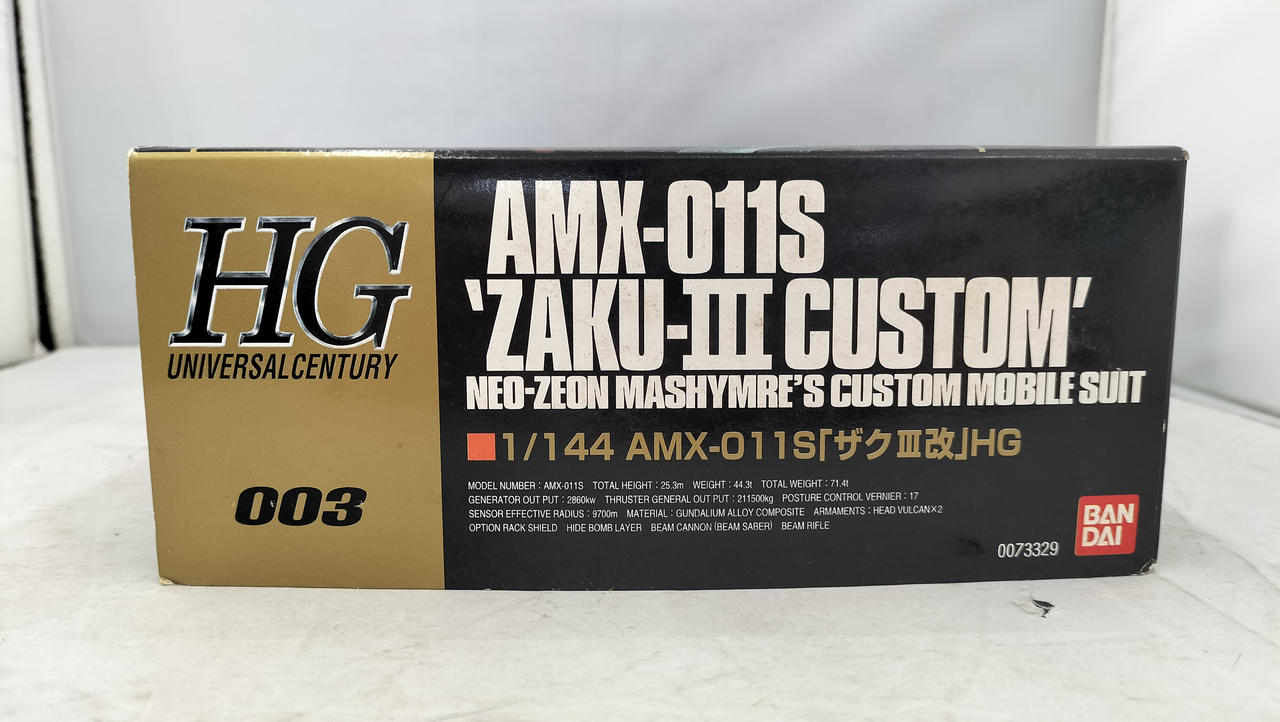 HG
UNIVERSALCENTURY
003
AMX-011S
'ZAKU-III CUSTOM'
NEO-ZEON MASHYMRE'S CUSTOM MOBILE SUIT
1/144 AMX-011S「ザクⅢ改」HG
MODEL NUMBER : AMX-011S TOTAL HEIGHT : 25.3m WEIGHT : 44.3t TOTAL WEIGHT : 71.4t
GENERATOR OUT PUT : 2860kw THRUSTER GENERAL OUT PUT : 211500kg POSTURE CONTROL VERNIER : 17
SENSOR EFFECTIVE RADIUS : 9700m MATERIAL : GUNDALIUM ALLOY COMPOSITE ARMAMENTS : HEAD VULCAN×2
OPTION RACK SHIELD HIDE BOMB LAYER BEAM CANNON (BEAM SABER) BEAM RIFLE
0073329
BAN
DAI